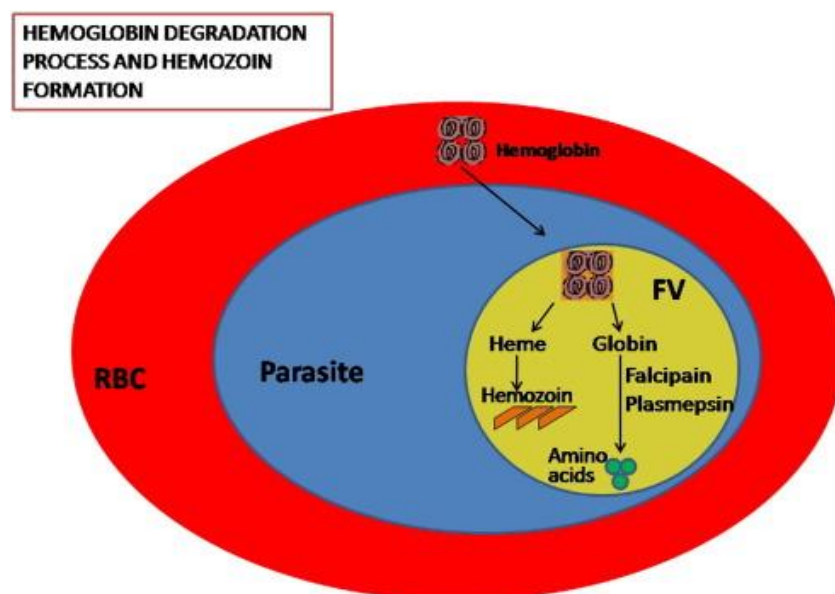 HEMOGLOBIN DEGRADATION
PROCESS AND HEMOZOIN
FORMATION
Hemoglobin
FV
Heme
Globin
RBC
Parasite
Falcipain
Hemozoin
Plasmepsin
Amino
acids